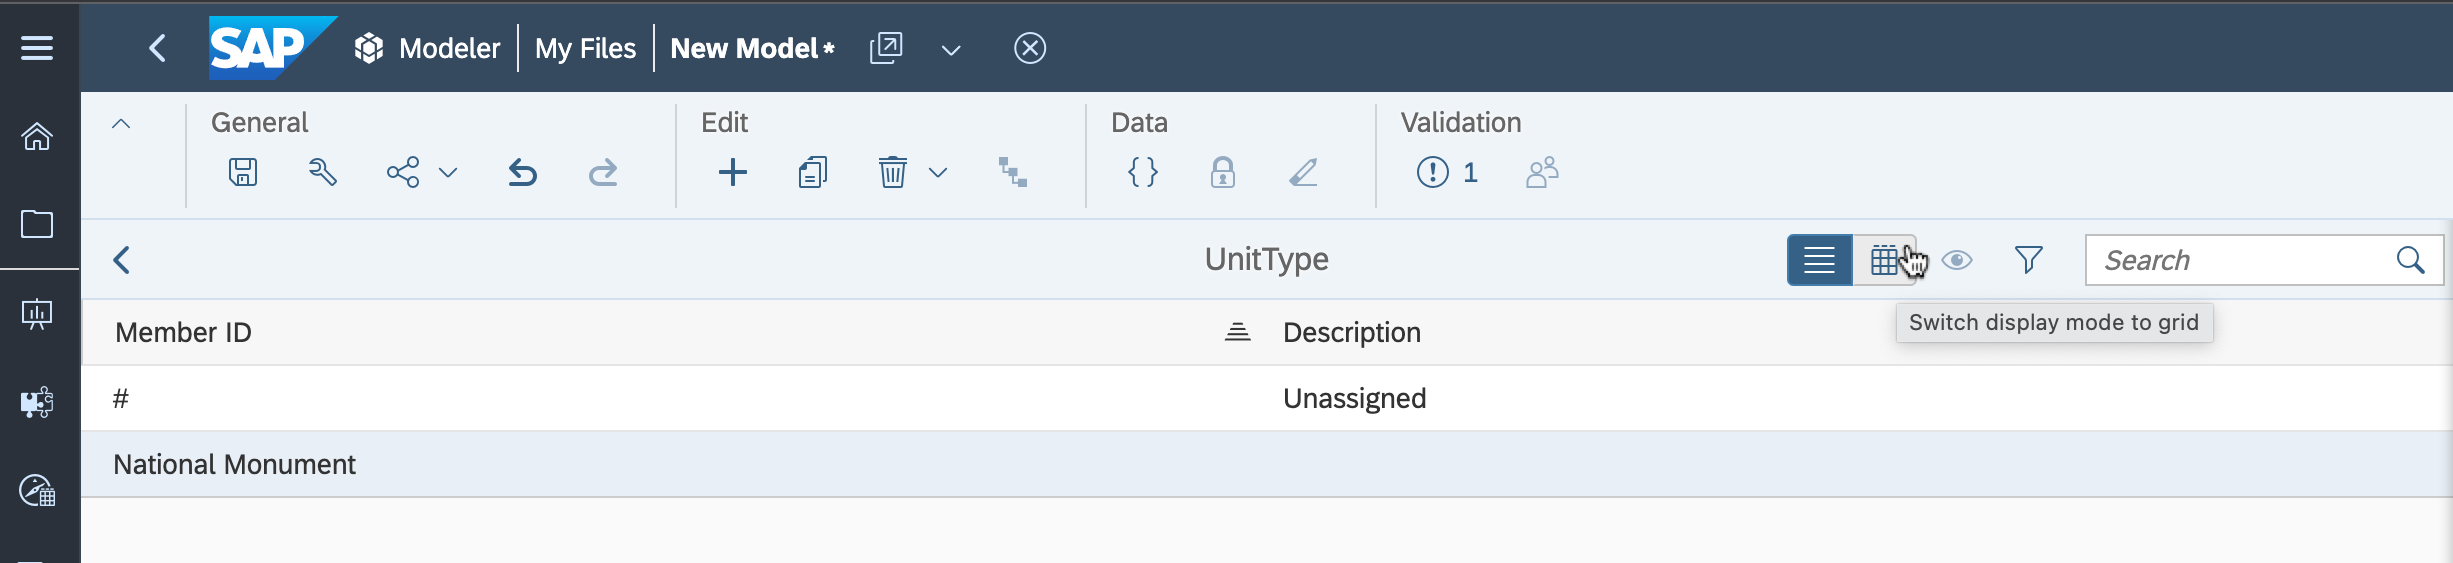 SAP Modeler My Files New Model*
General Edit Data Validation
{ } 1
UnitType Search
Switch display mode to grid
Member ID Description
# Unassigned
National Monument